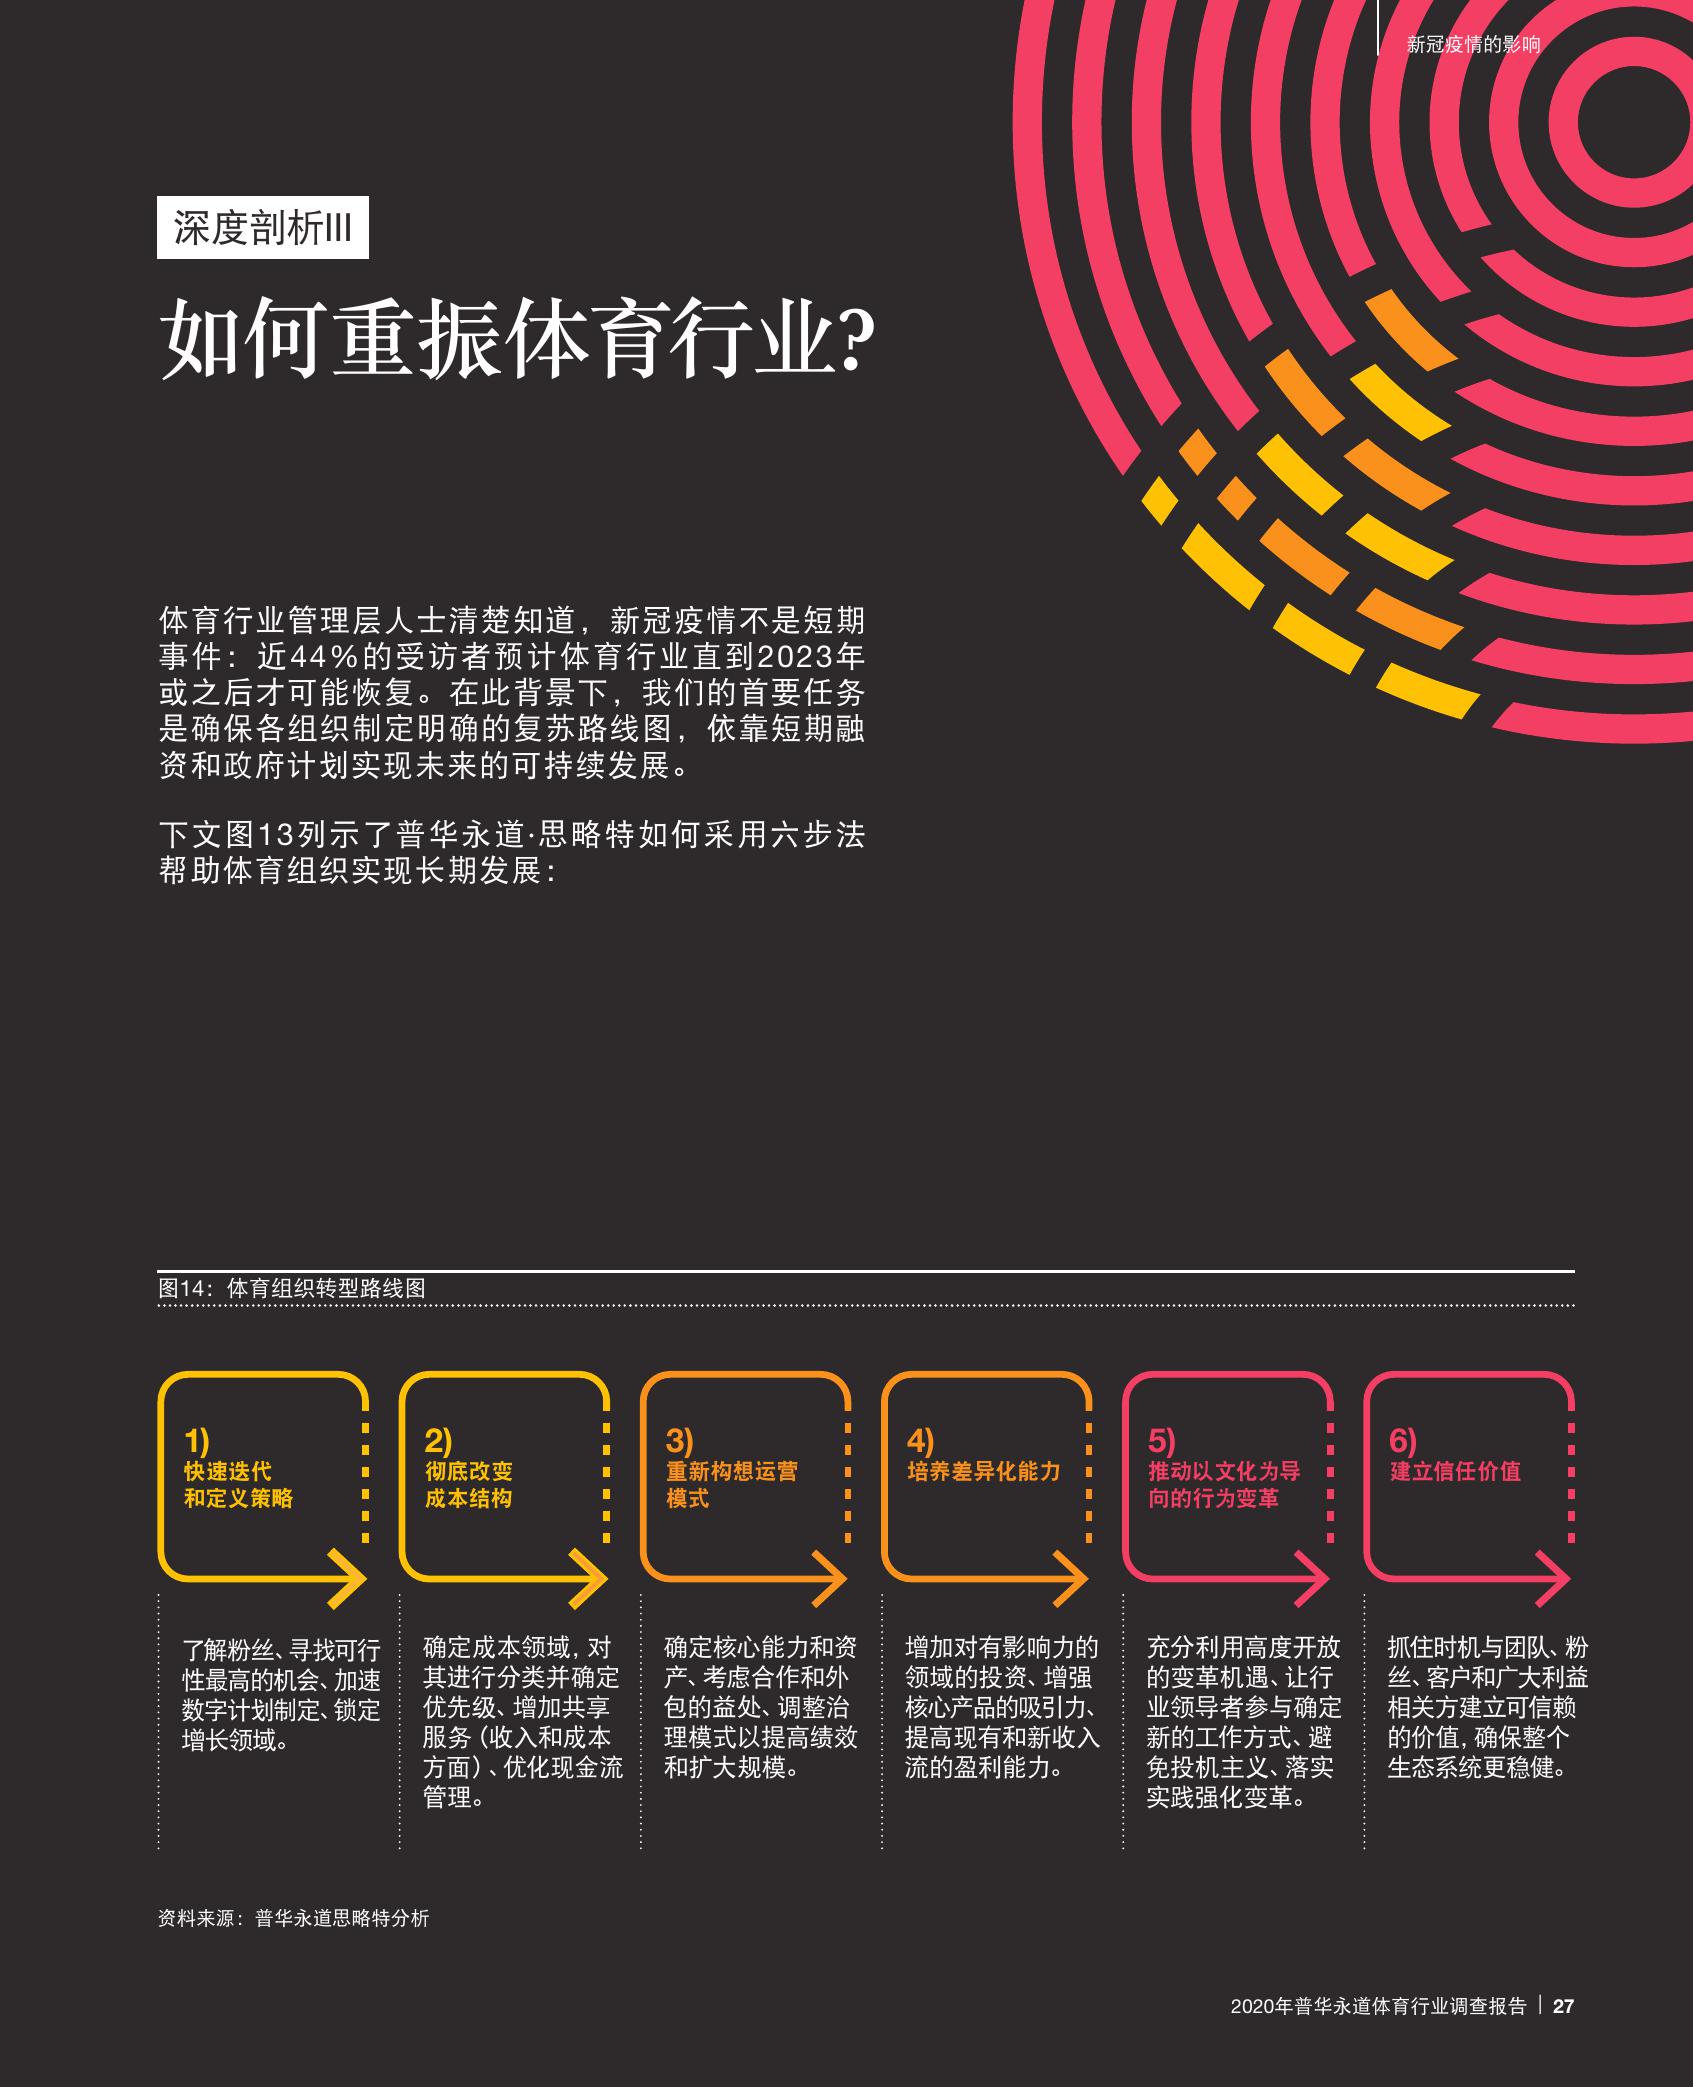 新冠疫情的影响
深度剖析III
如何重振体育行业?
体育行业管理层人士清楚知道，新冠疫情不是短期
事件：近44%的受访者预计体育行业直到2023年
或之后才可能恢复。在此背景下，我们的首要任务
是确保各组织制定明确的复苏路线图，依靠短期融
资和政府计划实现未来的可持续发展。
下文图13列示了普华永道·思略特如何采用六步法
帮助体育组织实现长期发展：
图14：体育组织转型路线图
1)
快速迭代
和定义策略
了解粉丝、寻找可行
性最高的机会、加速
数字计划制定、锁定
增长领域。
2)
彻底改变
成本结构
确定成本领域，对
其进行分类并确定
优先级、增加共享
服务（收入和成本
方面）、优化现金流
管理。
3)
重新构想运营
模式
确定核心能力和资
产、考虑合作和外
包的益处、调整治
理模式以提高绩效
和扩大规模。
4)
培养差异化能力
增加对有影响力的
领域的投资、增强
核心产品的吸引力、
提高现有和新收入
流的盈利能力。
5)
推动以文化为导
向的行为变革
充分利用高度开放
的变革机遇、让行
业领导者参与确定
新的工作方式、避
免投机主义、落实
实践强化变革。
6)
建立信任价值
抓住时机与团队、粉
丝、客户和广大利益
相关方建立可信赖
的价值，确保整个
生态系统更稳健。
资料来源：普华永道思略特分析
2020年普华永道体育行业调查报告 | 27